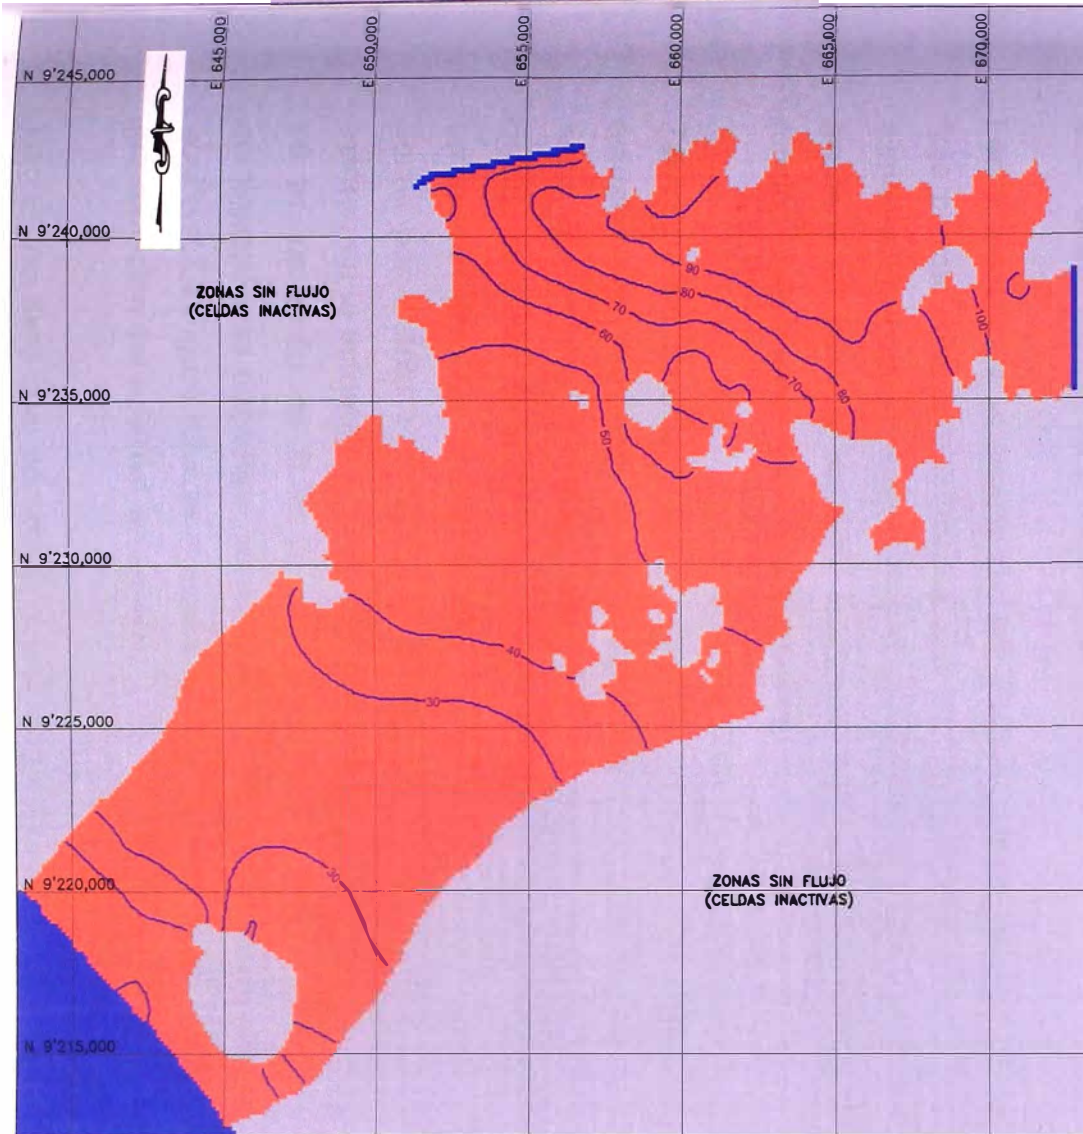 E 645,000
E 650,000
E 655,000
E 660,000
E 665,000
E 670,000
N 9'245,000
N 9'240,000
ZONAS SIN FLUJO
(CELDAS INACTIVAS)
90
80
70
60
100
70
80
N 9'235,000
50
N 9'230,000
40
30
N 9'225,000
30
N 9'220,000
ZONAS SIN FLUJO
(CELDAS INACTIVAS)
N 9'215,000